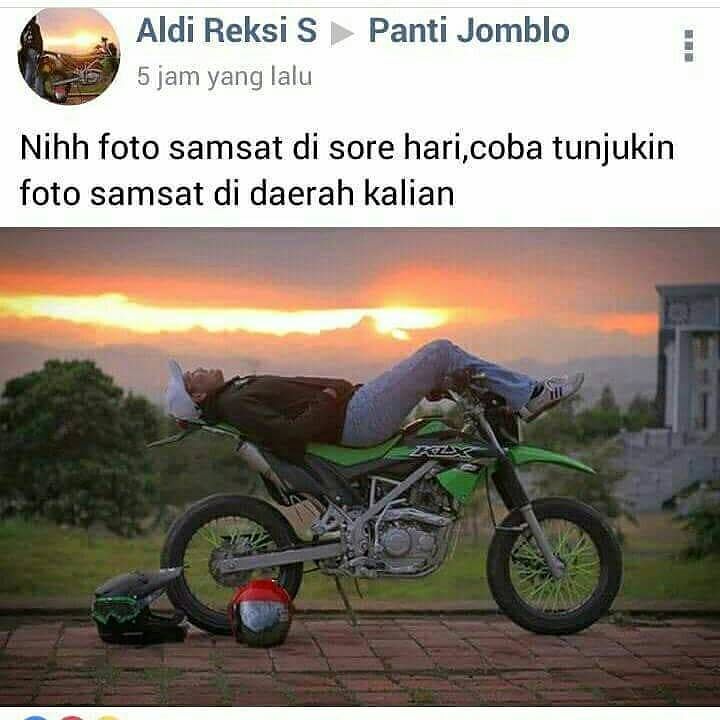 Aldi Reksi S ▶ Panti Jomblo
5 jam yang lalu
Nihh foto samsat di sore hari,coba tunjukin
foto samsat di daerah kalian
KLX